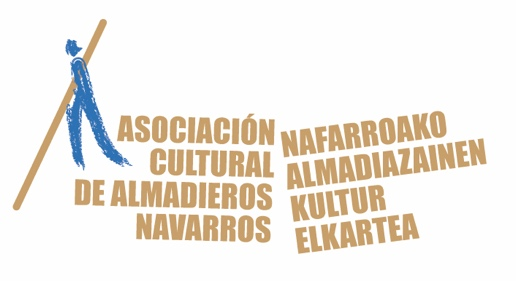 ASOCIACIÓN
CULTURAL
DE ALMADIEROS
NAVARROS
NAFARROAKO
ALMADIAZAINEN
KULTUR
ELKARTEA